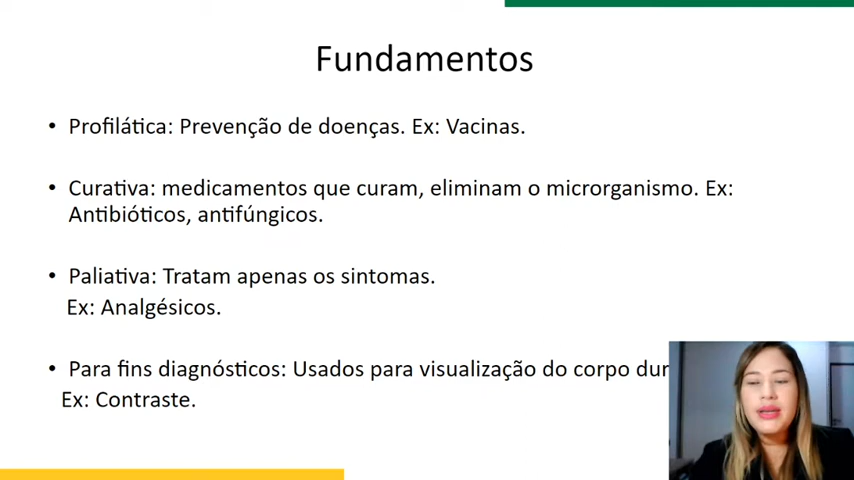 Fundamentos
• Profilática: Prevenção de doenças. Ex: Vacinas.
• Curativa: medicamentos que curam, eliminam o microrganismo. Ex:
Antibióticos, antifúngicos.
• Paliativa: Tratam apenas os sintomas.
Ex: Analgésicos.
• Para fins diagnósticos: Usados para visualização do corpo
Ex: Contraste.